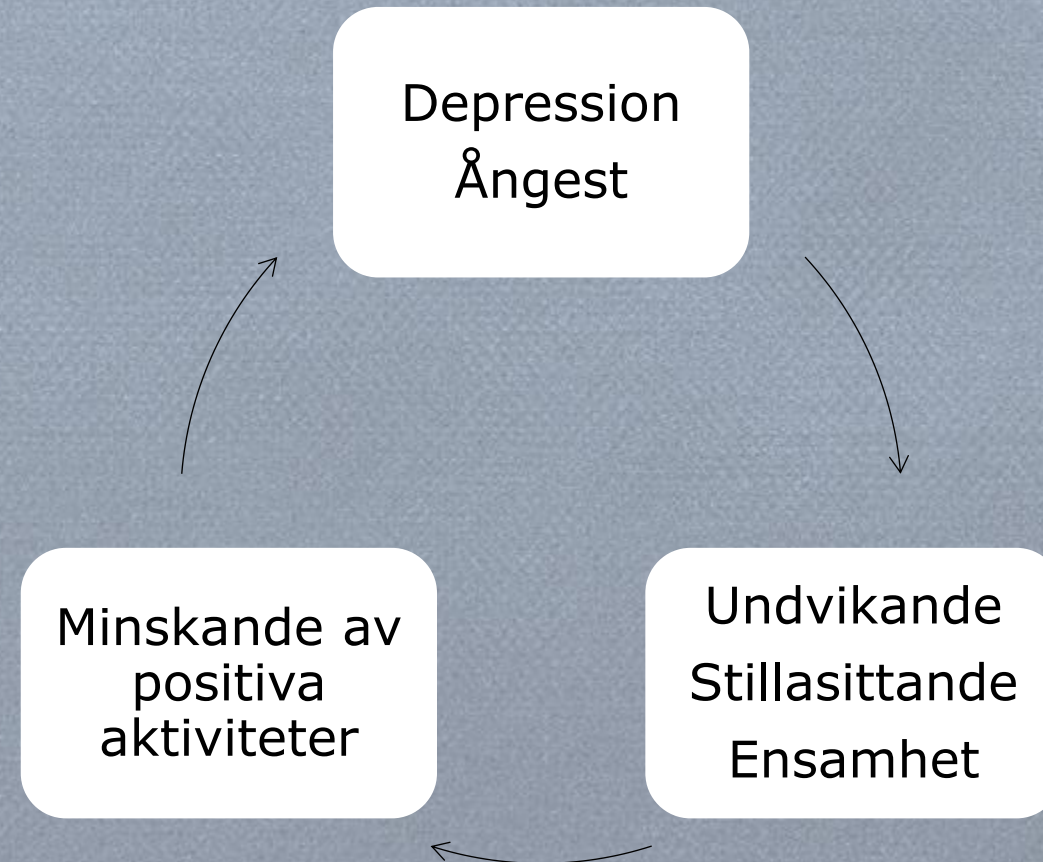 Depression
Ångest
Undvikande
Stillasittande
Ensamhet
Minskande av
positiva
aktiviteter